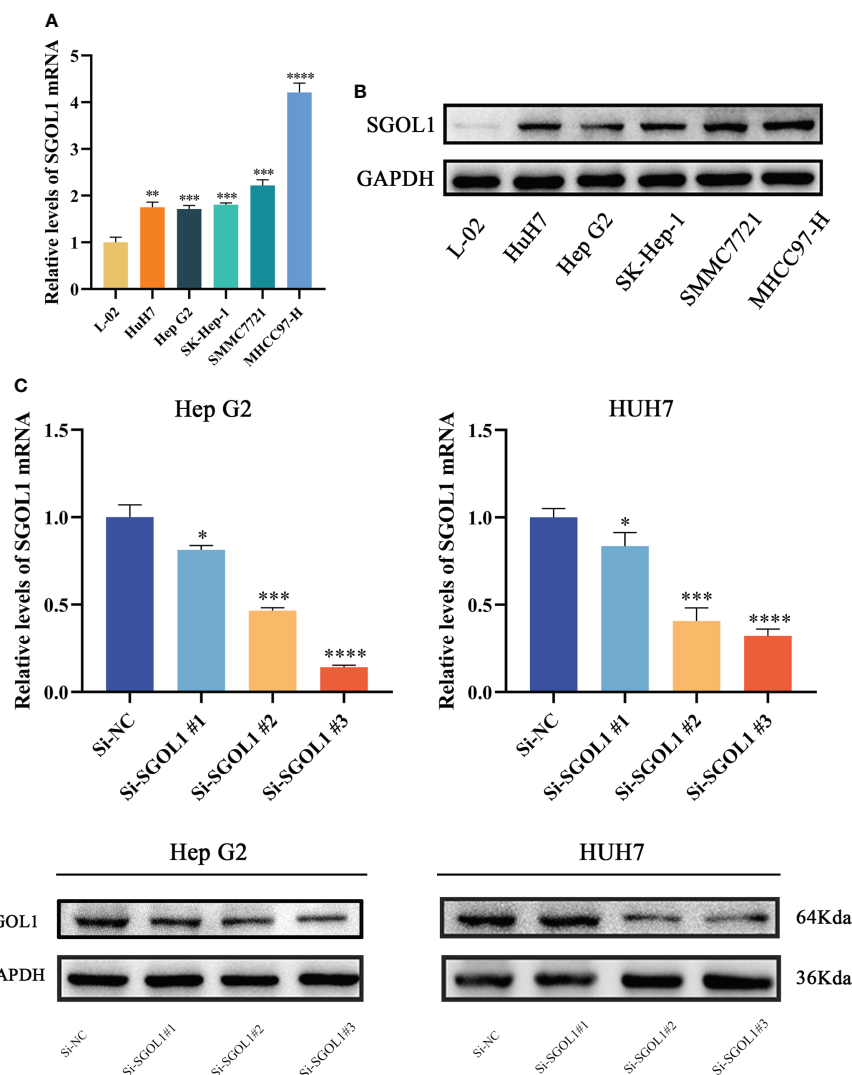 A
Relative levels of SGOL1 mRNA
5
4
3
2
1
0
**
***
***
***
****
L-02
HuH7
Hep G2
SK-Hep-1
SMMC7721
MHCC97-H
B
SGOL1
GAPDH
L-02
HuH7
Hep G2
SK-Hep-1
SMMC7721
MHCC97-H
C
Hep G2
Relative levels of SGOL1 mRNA
1.5
1.0
0.5
0.0
*
***
****
Si-NC
Si-SGOL1 #1
Si-SGOL1 #2
Si-SGOL1 #3
HUH7
Relative levels of SGOL1 mRNA
1.5
1.0
0.5
0.0
*
***
****
Si-NC
Si-SGOL1 #1
Si-SGOL1 #2
Si-SGOL1 #3
Hep G2
HUH7
GOL1
64Kda
APDH
36Kda
Si-NC
Si-SGOL1#1
Si-SGOL1#2
Si-SGOL1#3
Si-NC
Si-SGOL1#1
Si-SGOL1#2
Si-SGOL1#3